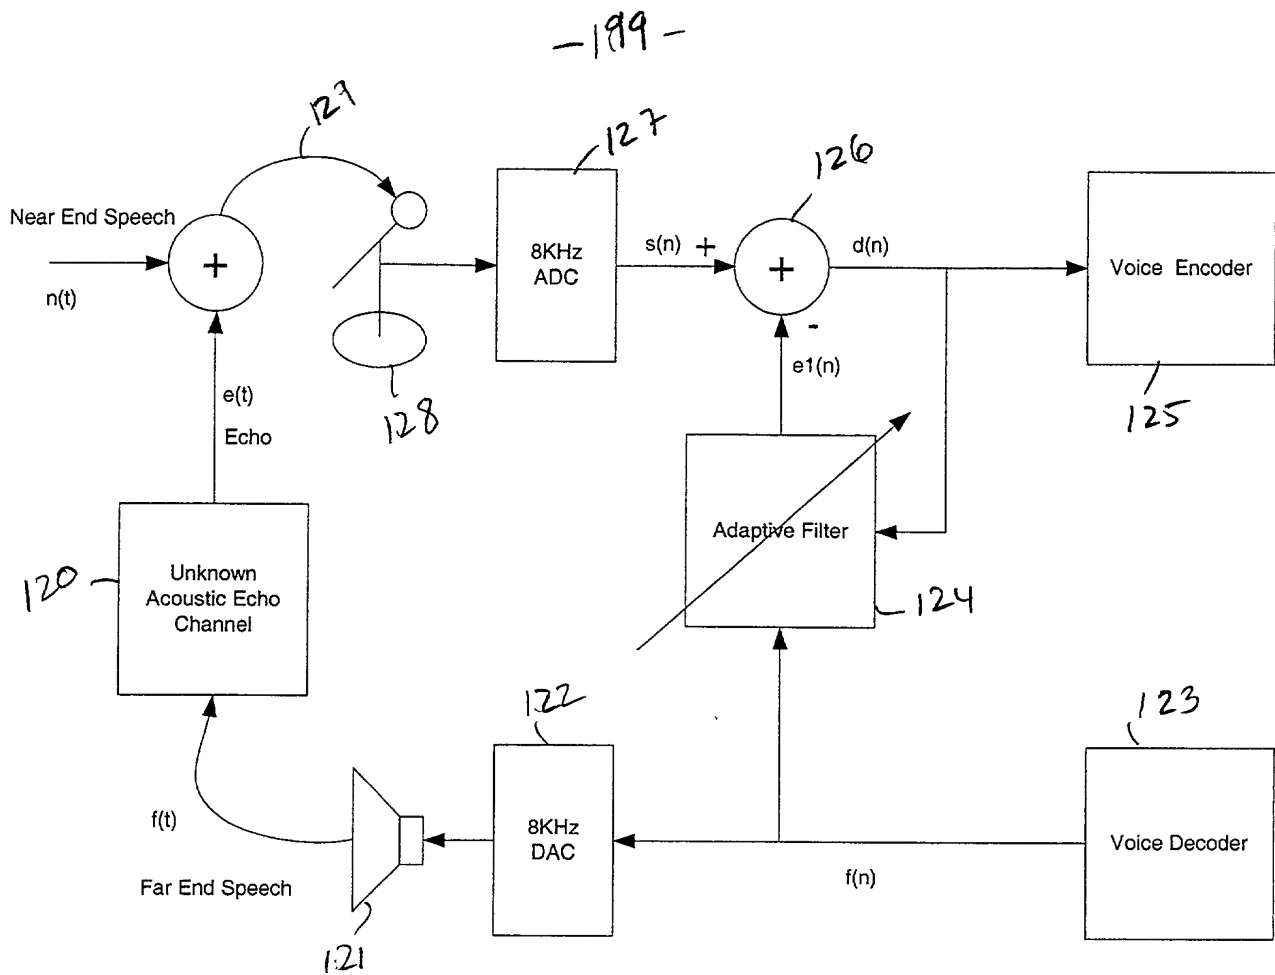 -199-
129
127
126
Near End Speech
n(t)
+
8KHz
ADC
s(n) +
+
d(n)
Voice Encoder
-
e1(n)
e(t)
Echo
128
125
Adaptive Filter
120
Unknown
Acoustic Echo
Channel
124
122
123
f(t)
8KHz
DAC
Voice Decoder
f(n)
Far End Speech
121